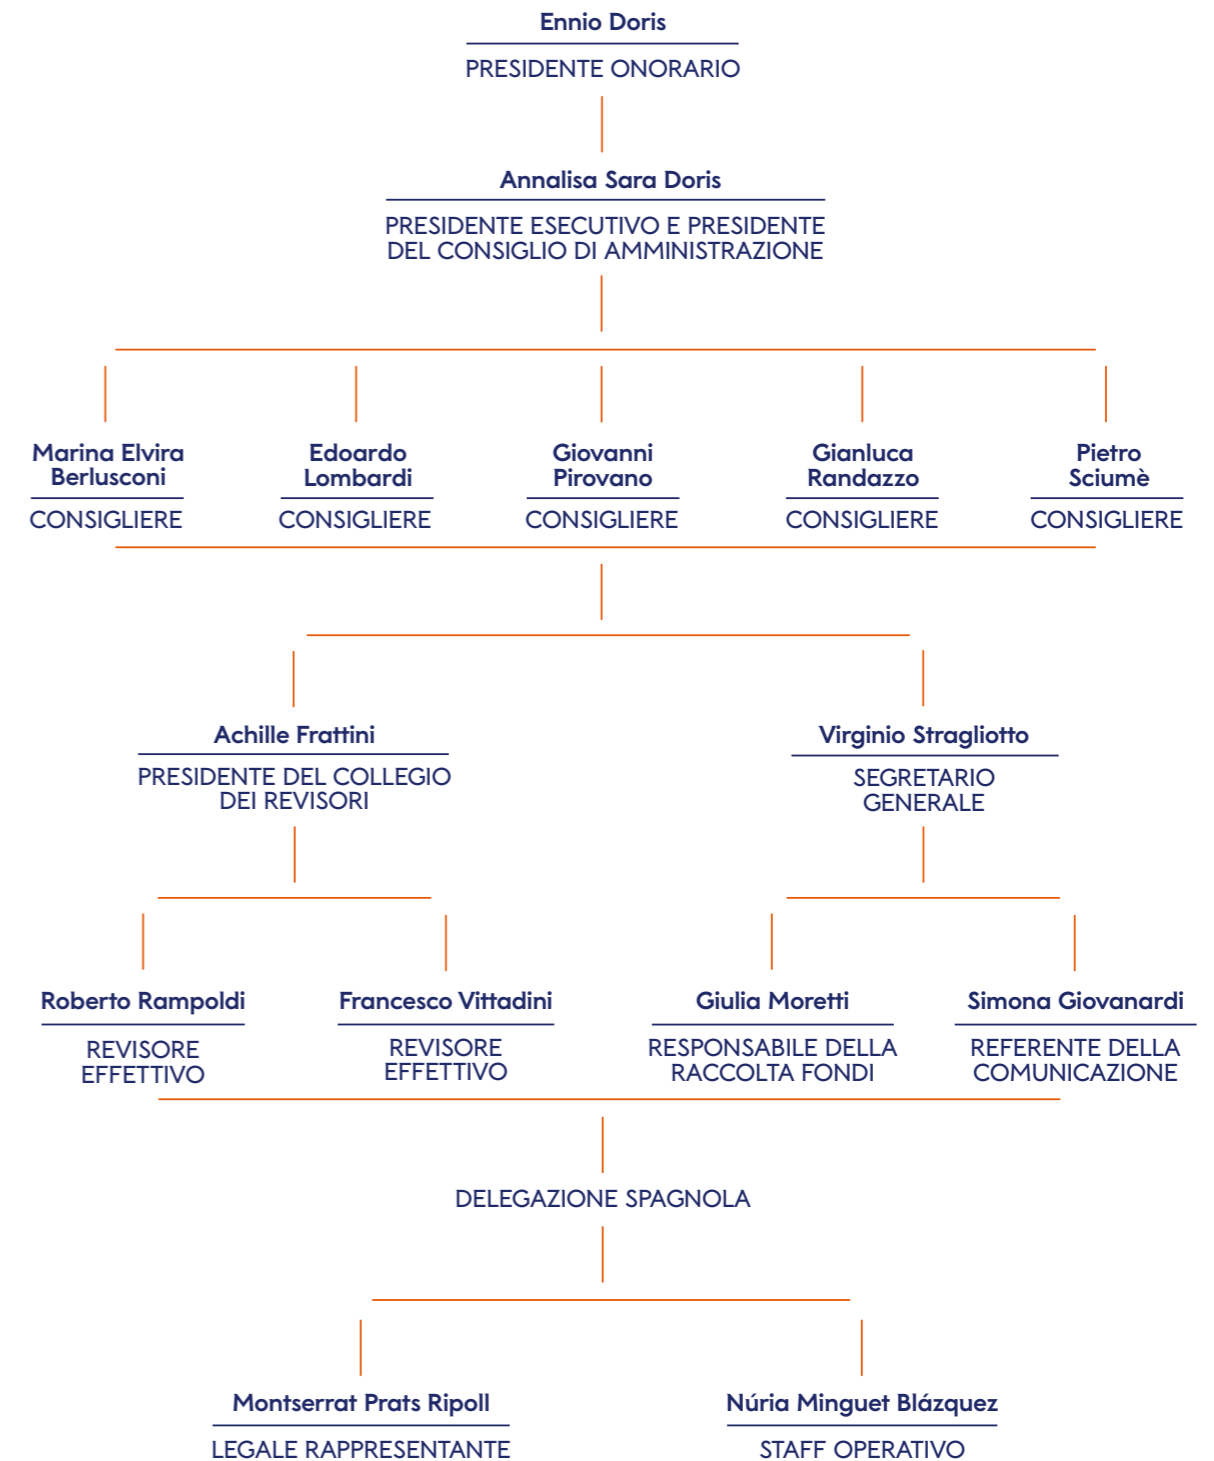 Ennio Doris
PRESIDENTE ONORARIO
Annalisa Sara Doris
PRESIDENTE ESECUTIVO E PRESIDENTE
DEL CONSIGLIO DI AMMINISTRAZIONE
Marina Elvira
Berlusconi
CONSIGLIERE
Edoardo
Lombardi
CONSIGLIERE
Giovanni
Pirovano
CONSIGLIERE
Gianluca
Randazzo
CONSIGLIERE
Pietro
Sciumè
CONSIGLIERE
Achille Frattini
PRESIDENTE DEL COLLEGIO
DEI REVISORI
Virginio Stragliotto
SEGRETARIO
GENERALE
Roberto Rampoldi
REVISORE
EFFETTIVO
Francesco Vittadini
REVISORE
EFFETTIVO
Giulia Moretti
RESPONSABILE DELLA
RACCOLTA FONDI
Simona Giovanardi
REFERENTE DELLA
COMUNICAZIONE
DELEGAZIONE SPAGNOLA
Montserrat Prats Ripoll
LEGALE RAPPRESENTANTE
Núria Minguet Blázquez
STAFF OPERATIVO